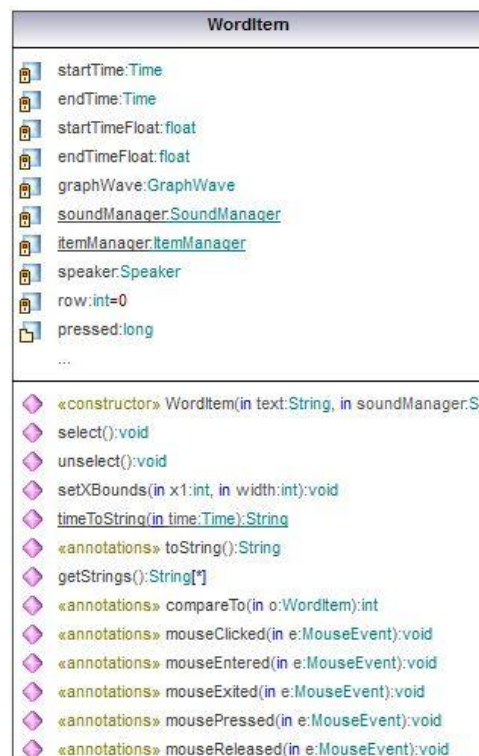 WordItem
startTime:Time
endTime:Time
startTimeFloat:float
endTimeFloat:float
graphWave:GraphWave
soundManager:SoundManager
itemManager:ItemManager
speaker:Speaker
row:int=0
pressed:long
...
«constructor» WordItem(in text:String, in soundManager:S
select():void
unselect():void
setXBounds(in x1:int, in width:int):void
timeToString(in time:Time):String
«annotations» toString():String
getStrings():String[*]
«annotations» compareTo(in o:WordItem):int
«annotations» mouseClicked(in e:MouseEvent):void
«annotations» mouseEntered(in e:MouseEvent):void
«annotations» mouseExited(in e:MouseEvent):void
«annotations» mousePressed(in e:MouseEvent):void
«annotations» mouseReleased(in e:MouseEvent):void